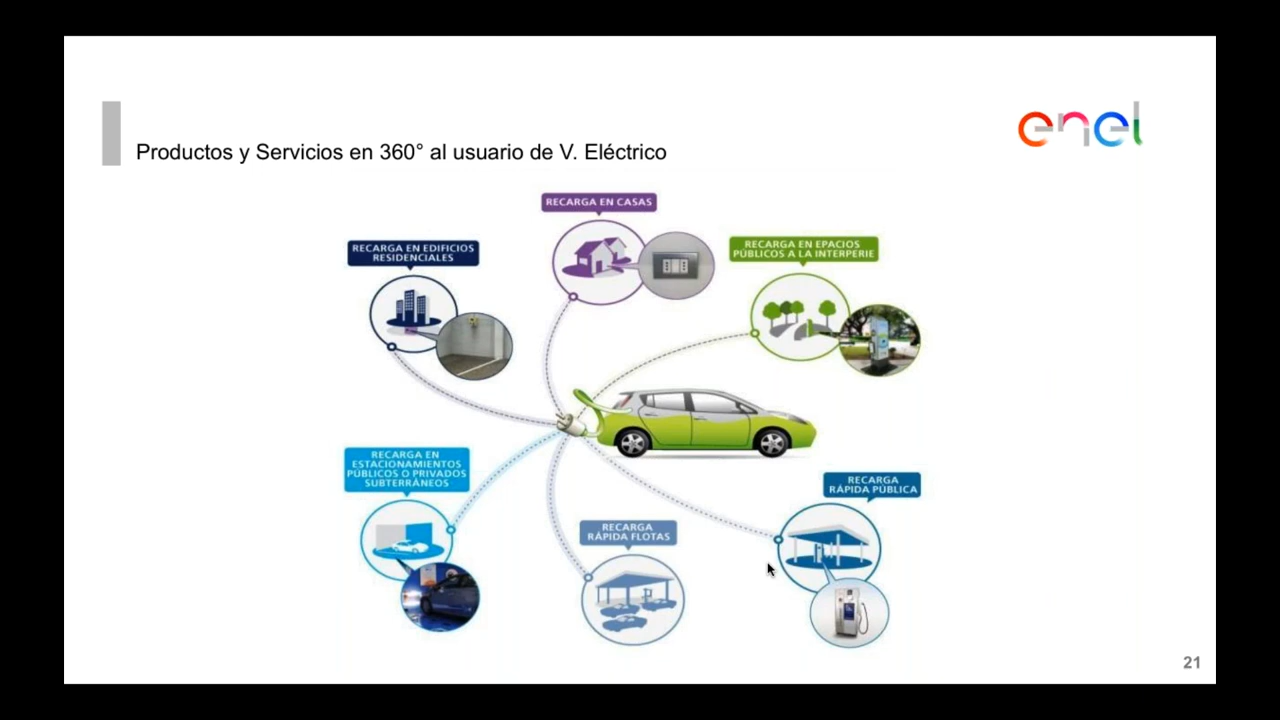 enel
Productos y Servicios en 360° al usuario de V. Eléctrico
RECARGA EN CASAS
RECARGA EN EDIFICIOS
RESIDENCIALES
RECARGA EN EPACIOS
PÚBLICOS A LA INTERPERIE
RECARGA EN
ESTACIONAMIENTOS
PÚBLICOS O PRIVADOS
SUBTERRÁNEOS
RECARGA
RÁPIDA PÚBLICA
RECARGA
RÁPIDA FLOTAS
21